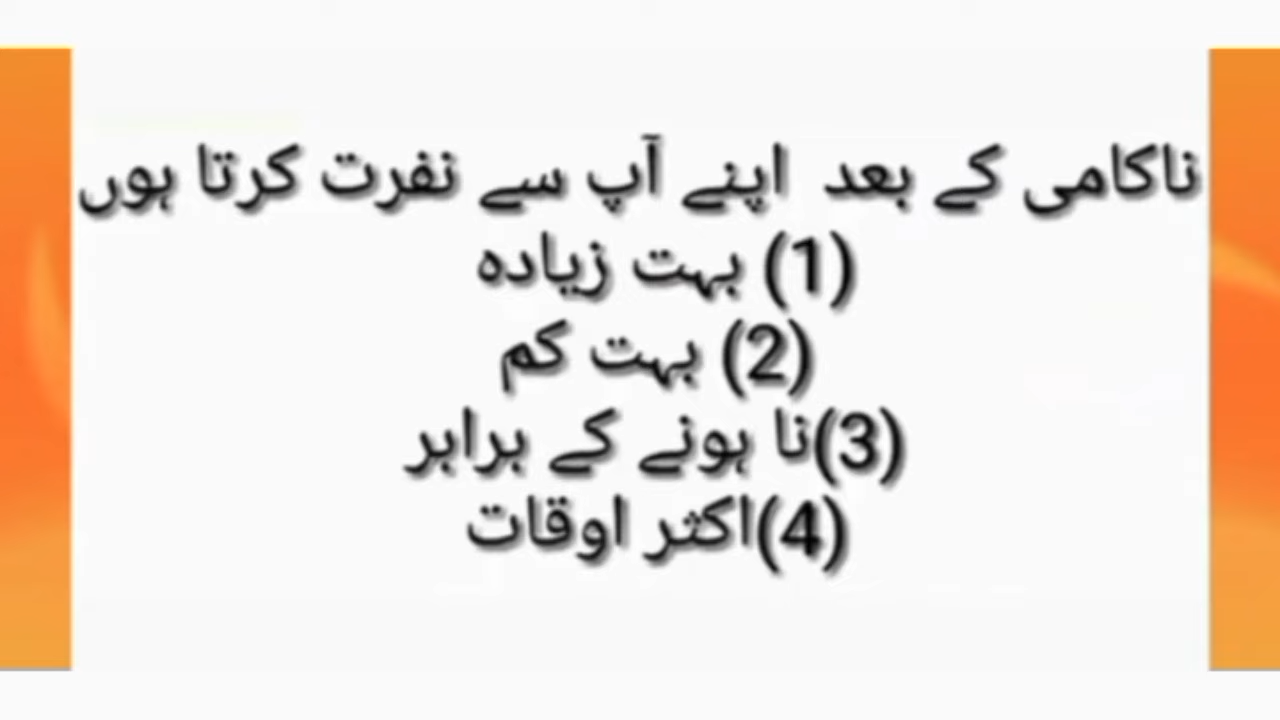 ناکامی کے بعد اپنے آپ سے نفرت کرتا ہوں
(1) بہت زیادہ
(2) بہت کم
(3)نا ہونے کے برابر
(4)اکثر اوقات